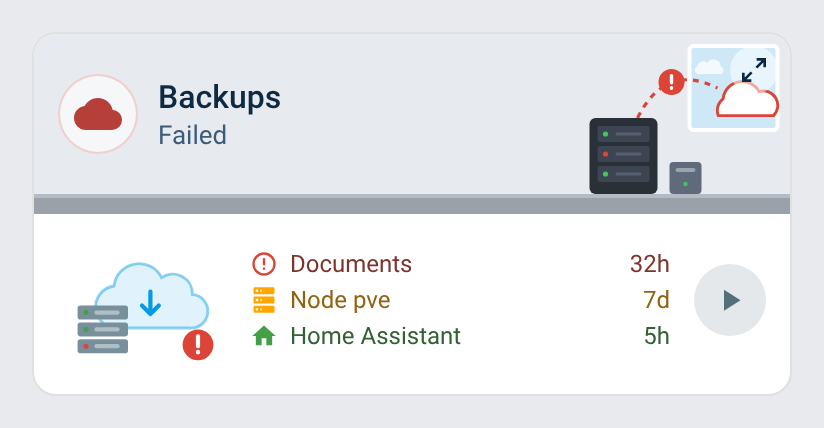 Backups
Failed
Documents 32h
Node pve 7d
Home Assistant 5h